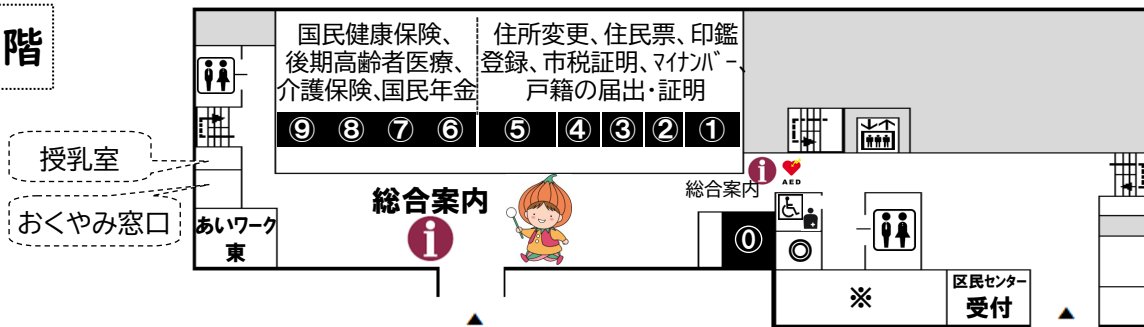 階
国民健康保険、
後期高齢者医療、
介護保険、国民年金
住所変更、住民票、印鑑
登録、市税証明、ﾏｲﾅﾝﾊﾞｰ、
戸籍の届出・証明
⑨ ⑧ ⑦ ⑥ ⑤ ④ ③ ② ①
授乳室
おくやみ窓口
あいワーク
東
総合案内
i
総合案内
i
AED
⓪
◎
※
区民センター
受付